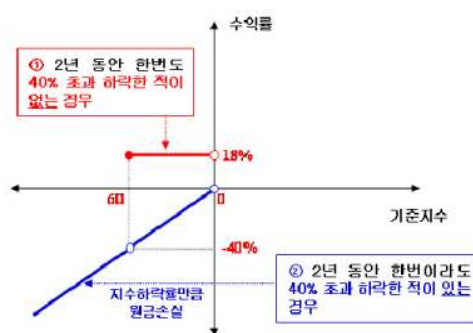 수익률
① 2년 동안 한번도
40% 초과 하락한 적이
없는 경우
18%
60
0
기준지수
-40%
지수하락률만큼
원금손실
② 2년 동안 한번이라도
40% 초과 하락한 적이 있는
경우